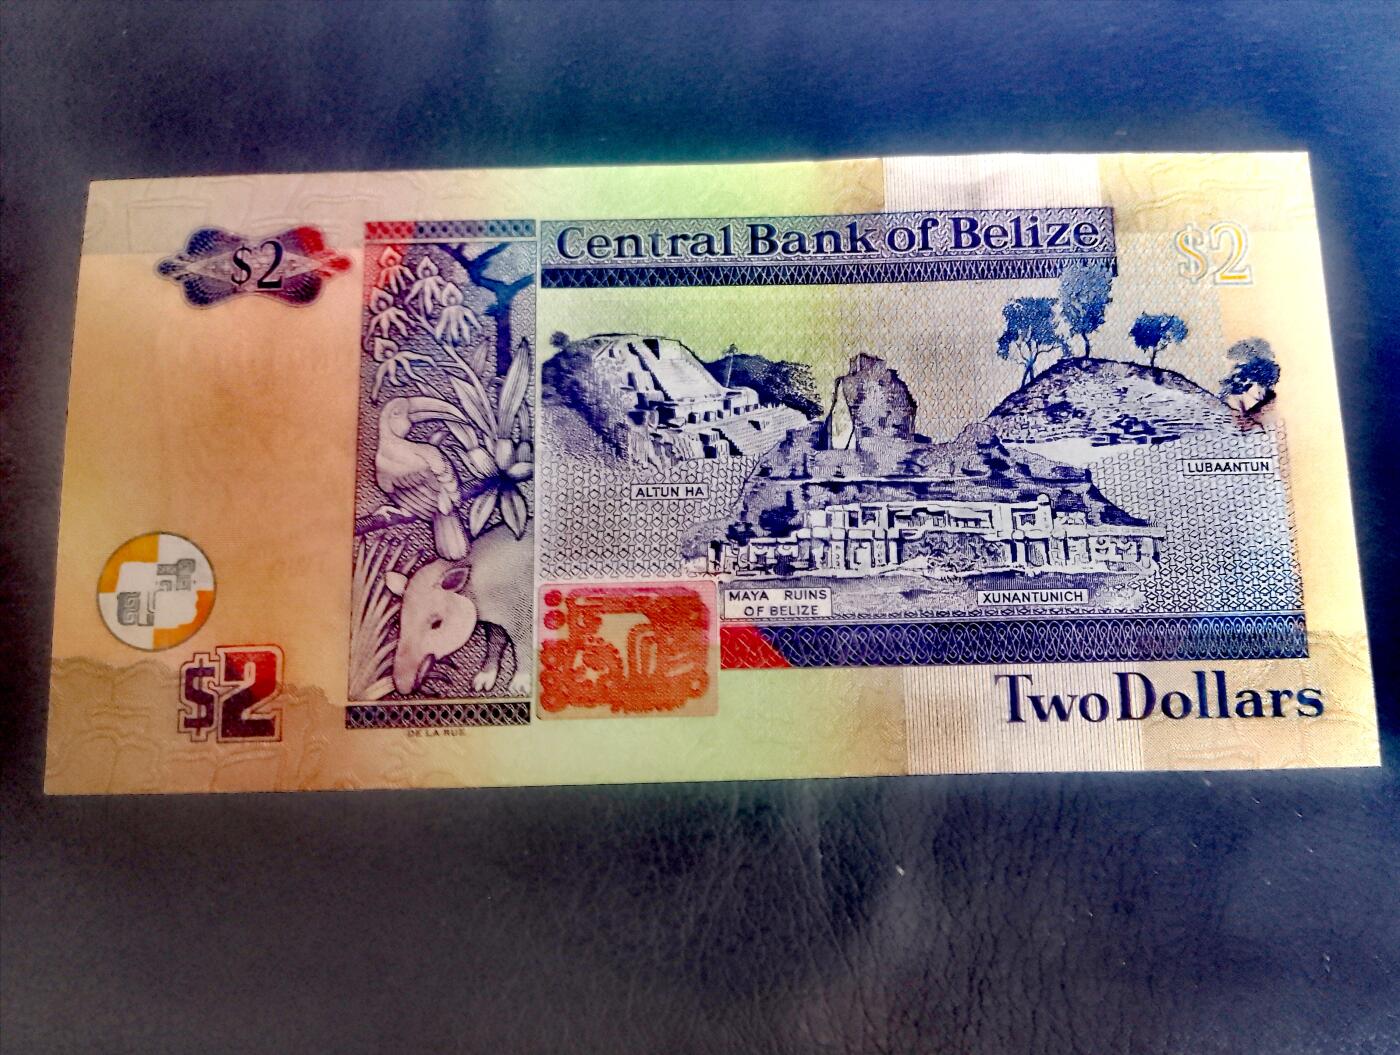 $2
Central Bank of Belize
$2
ALTUN HA
LUBAANTUN
MAYA RUINS
OF BELIZE
XUNANTUNICH
$2
DE LA RUE
Two Dollars